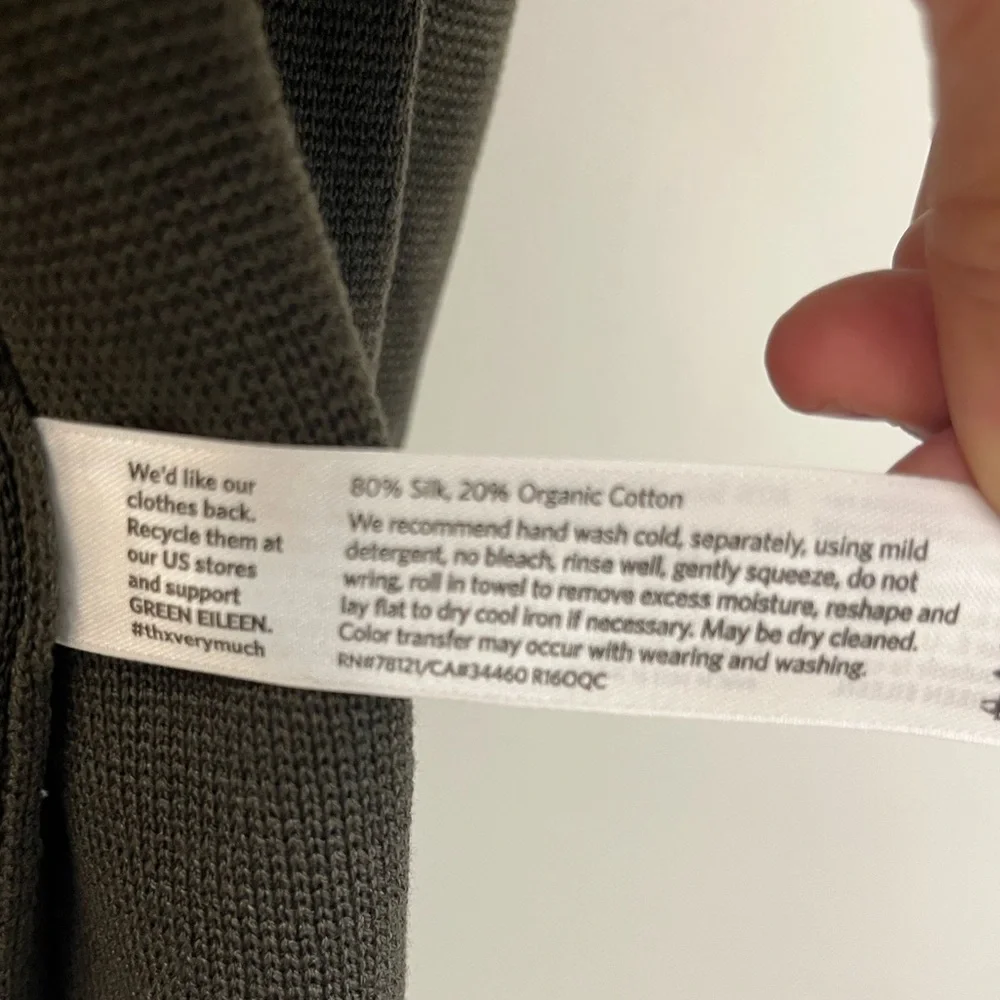 We'd like our
clothes back.
Recycle them at
our US stores
and support
GREEN EILEEN.
#thxverymuch
80% Silk, 20% Organic Cotton
We recommend hand wash cold, separately, using mild
detergent, no bleach, rinse well, gently squeeze, do not
wring, roll in towel to remove excess moisture, reshape and
lay flat to dry cool iron if necessary. May be dry cleaned.
Color transfer may occur with wearing and washing.
RN#78121/CA#34460 R16OQC